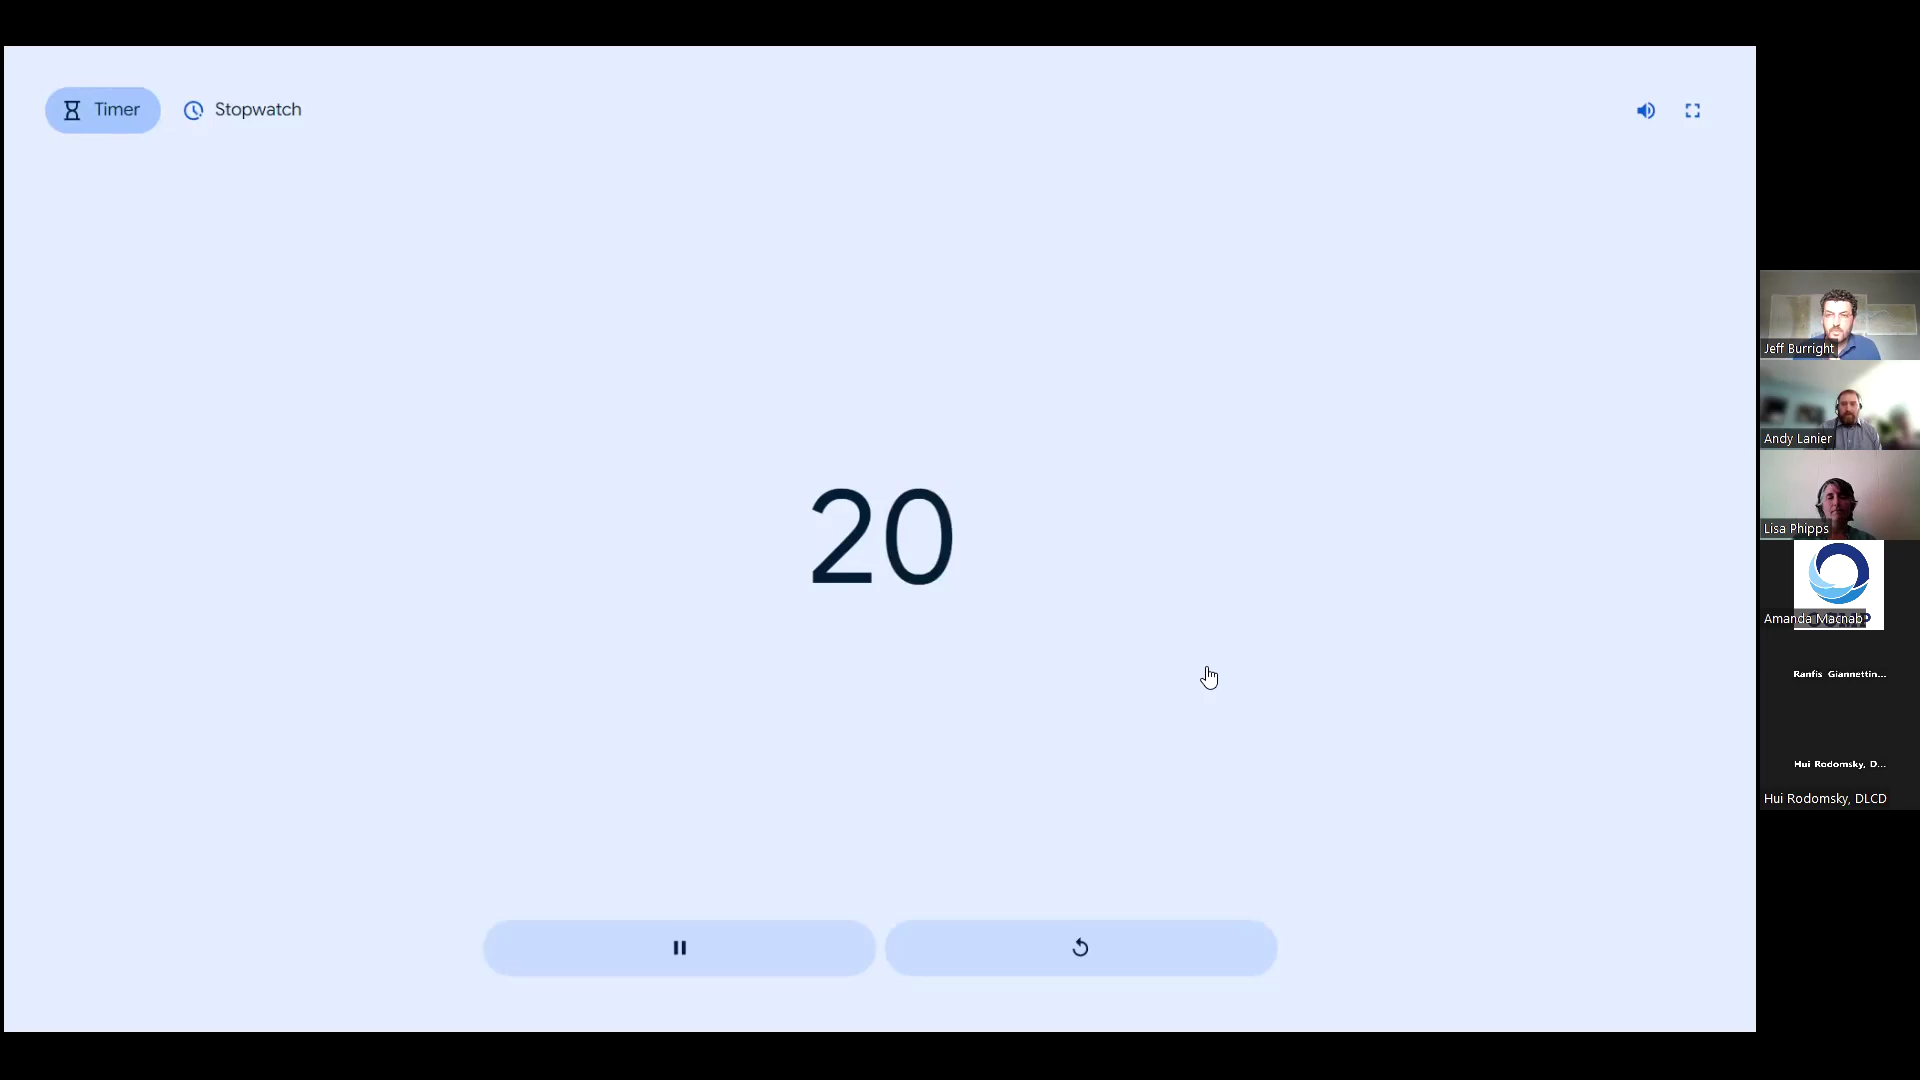 Timer
Stopwatch
20
Jeff Burright
Andy Lanier
Lisa Phipps
Amanda Macnab
Ranfis Giannettin...
Hui Rodomsky, D...
Hui Rodomsky, DLCD